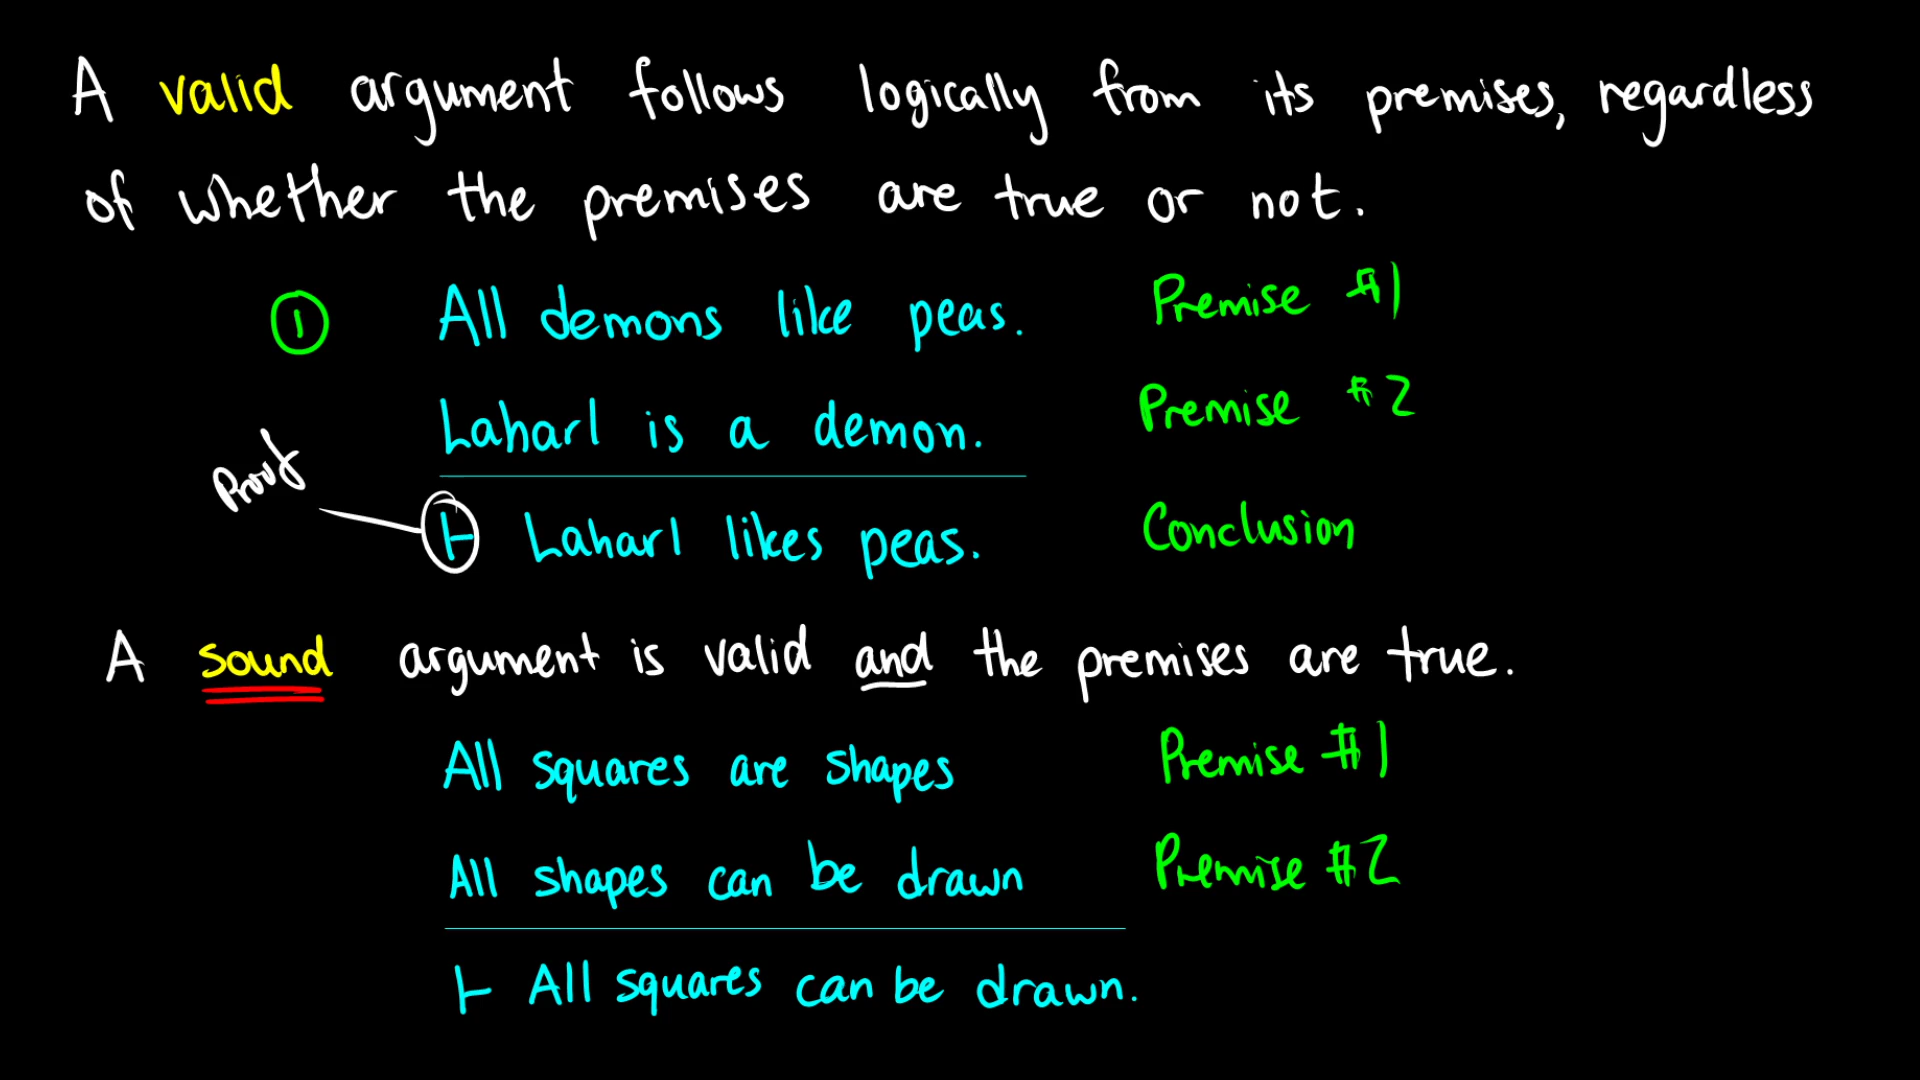 A valid argument follows logically from its premises, regardless
of whether the premises are true or not.
① All demons like peas. Premise #1
Laharl is a demon. Premise #2
Proof
⊢ Laharl likes peas. Conclusion
A sound argument is valid and the premises are true.
All squares are shapes Premise #1
All shapes can be drawn Premise #2
⊢ All squares can be drawn.